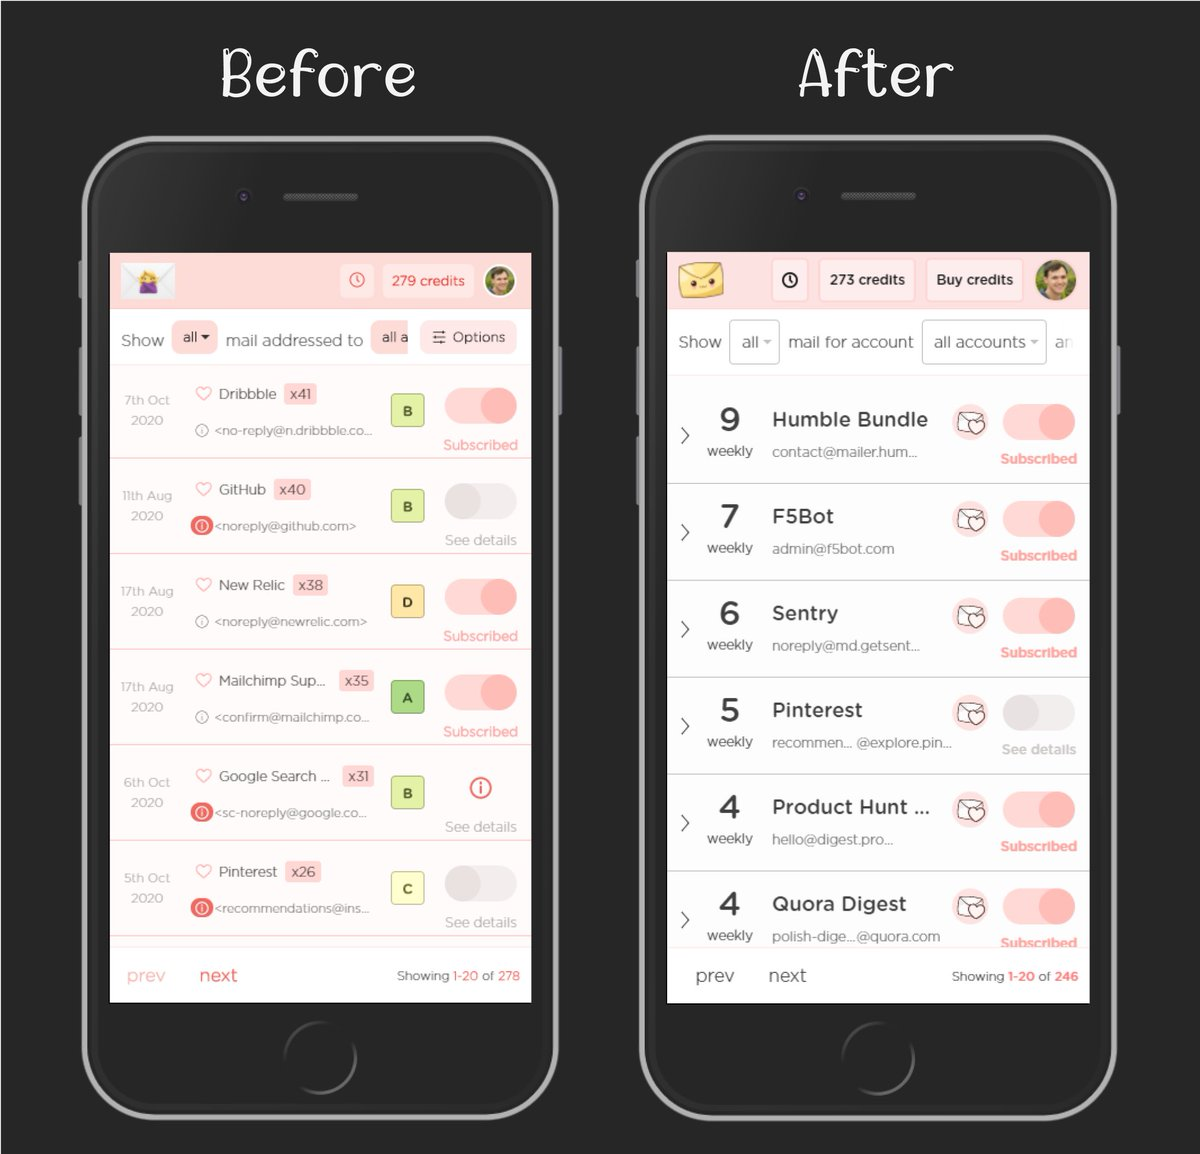 Before
After
279 credits
Show all mail addressed to all a Options
7th Oct 2020
Dribbble x41
<no-reply@n.dribbble.co...
B
Subscribed
11th Aug 2020
GitHub x40
<noreply@github.com>
B
See details
17th Aug 2020
New Relic x38
<noreply@newrelic.com>
D
Subscribed
17th Aug 2020
Mailchimp Sup... x35
<confirm@mailchimp.co...
A
Subscribed
6th Oct 2020
Google Search ... x31
<sc-noreply@google.co...
B
See details
5th Oct 2020
Pinterest x26
<recommendations@ins...
C
See details
prev next Showing 1-20 of 278
273 credits Buy credits
Show all mail for account all accounts an
9 weekly
Humble Bundle
contact@mailer.hum...
Subscribed
7 weekly
F5Bot
admin@f5bot.com
Subscribed
6 weekly
Sentry
noreply@md.getsent...
Subscribed
5 weekly
Pinterest
recommen... @explore.pin...
See details
4 weekly
Product Hunt ...
hello@digest.pro...
Subscribed
4 weekly
Quora Digest
polish-dige...@quora.com
Subscribed
prev next Showing 1-20 of 246